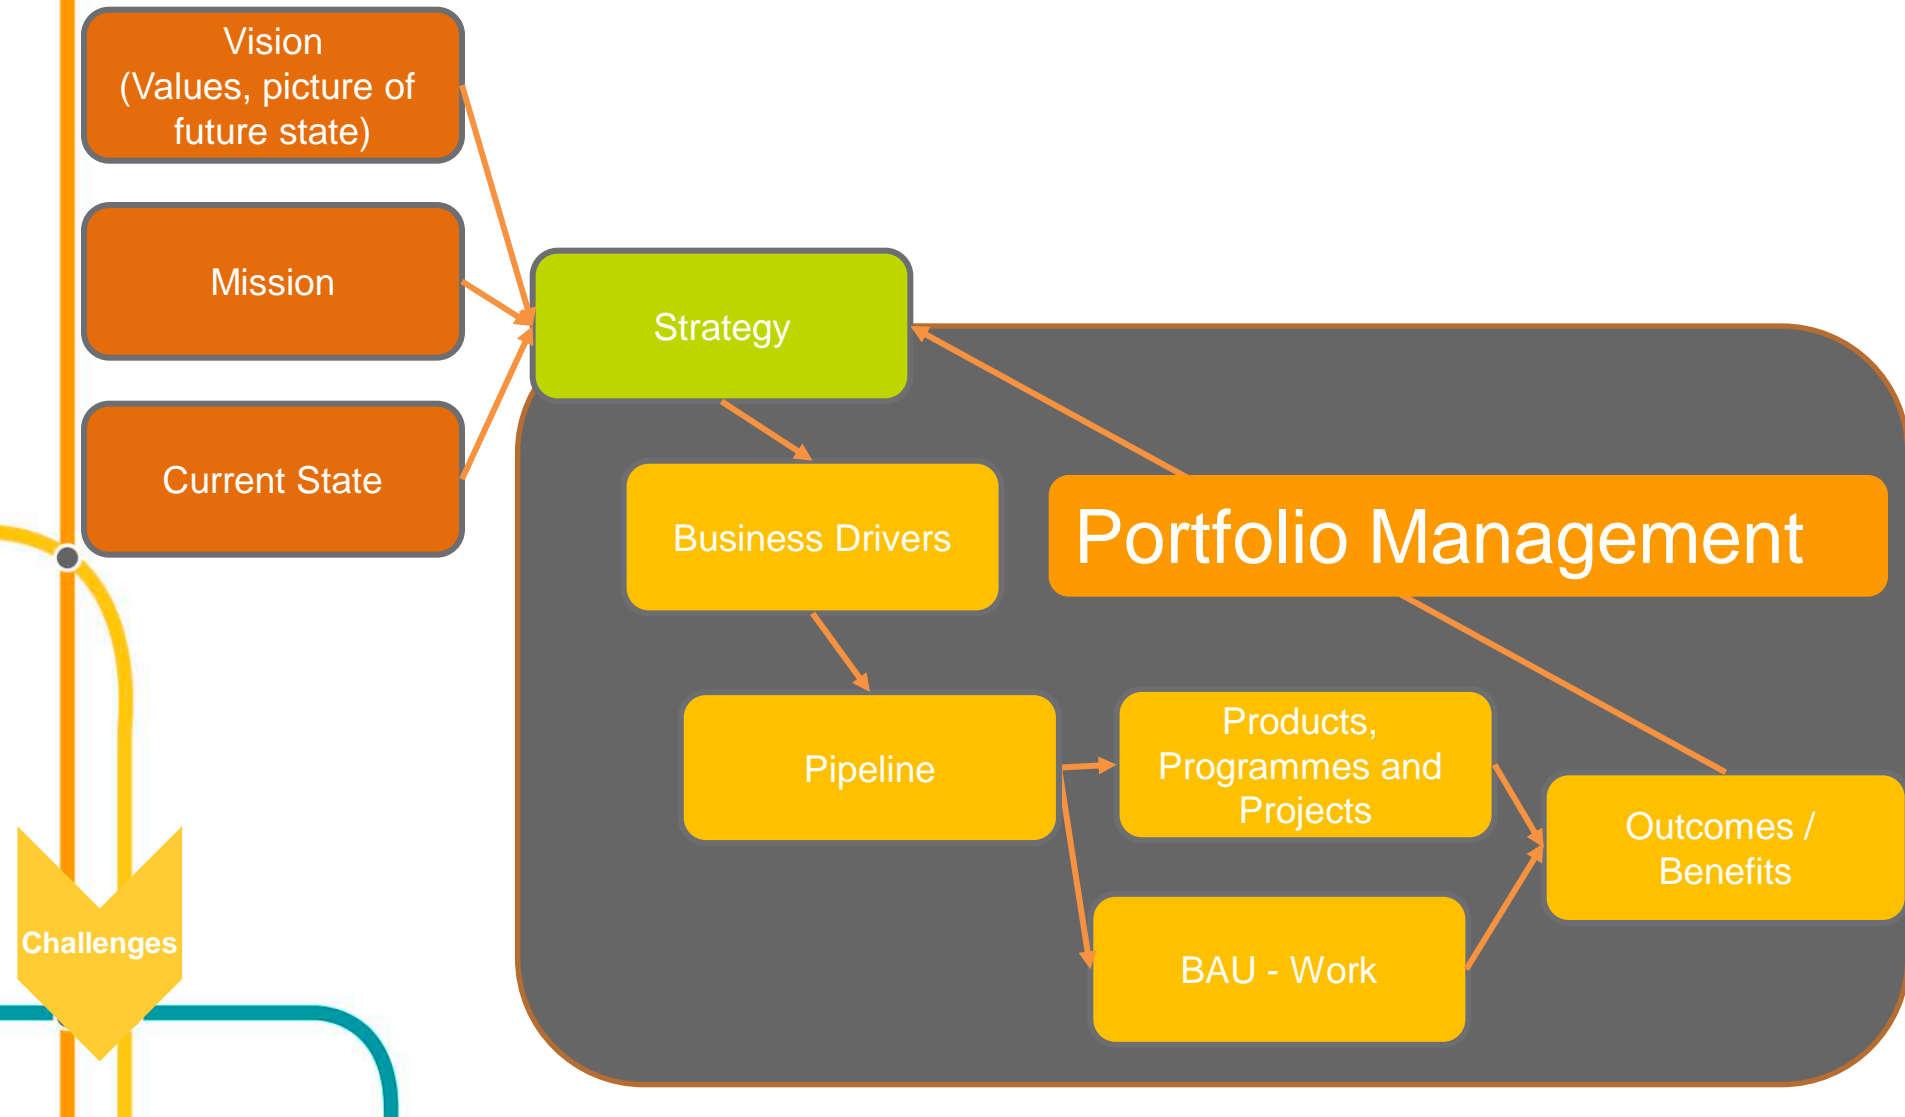 Vision
(Values, picture of
future state)
Mission
Current State
Strategy
Business Drivers
Portfolio Management
Pipeline
Products,
Programmes and
Projects
Outcomes /
Benefits
BAU - Work
Challenges